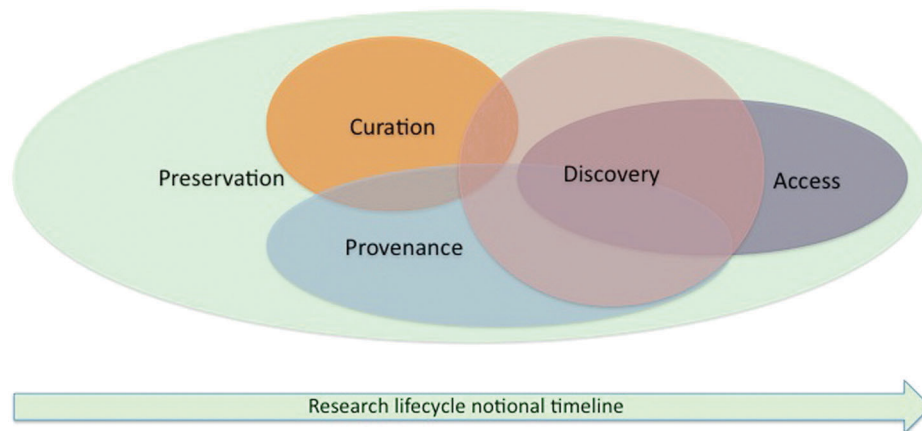 Curation
Preservation
Discovery
Access
Provenance
Research lifecycle notional timeline